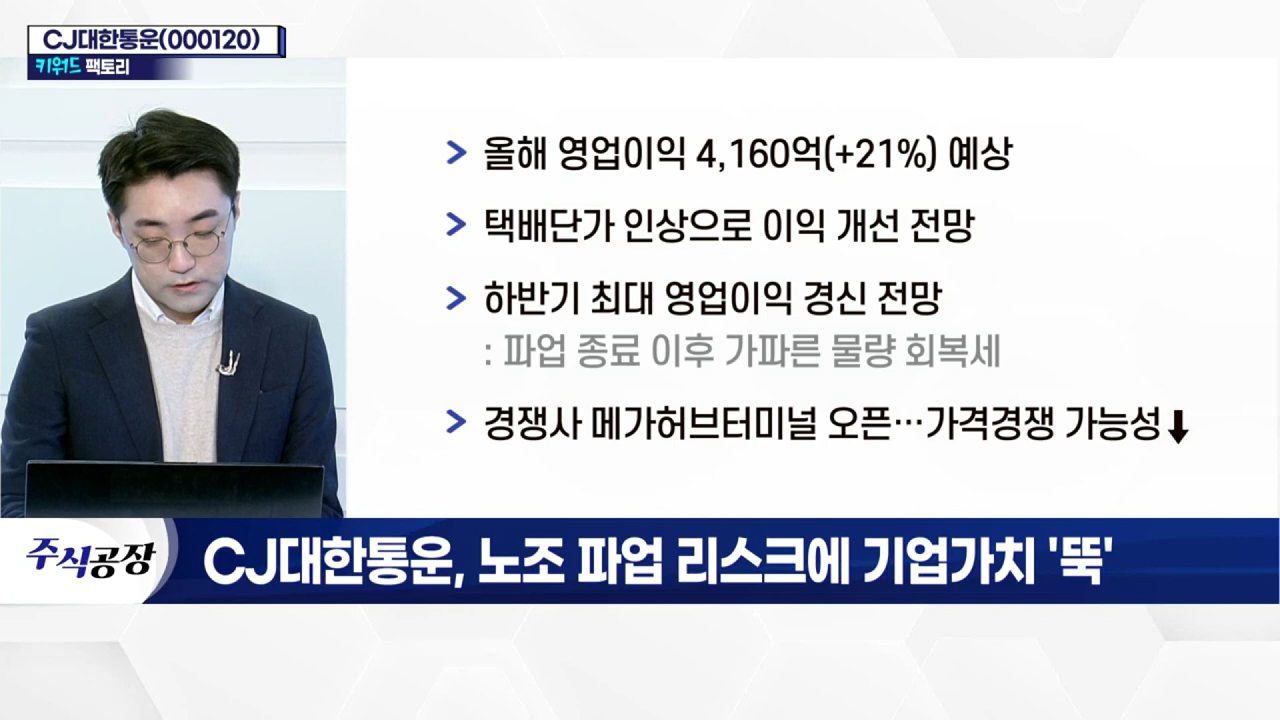 CJ대한통운(000120)
키워드 팩토리
> 올해 영업이익 4,160억(+21%) 예상
> 택배단가 인상으로 이익 개선 전망
> 하반기 최대 영업이익 경신 전망
: 파업 종료 이후 가파른 물량 회복세
> 경쟁사 메가허브터미널 오픈…가격경쟁 가능성⬇
주식공장
CJ대한통운, 노조 파업 리스크에 기업가치 '뚝'